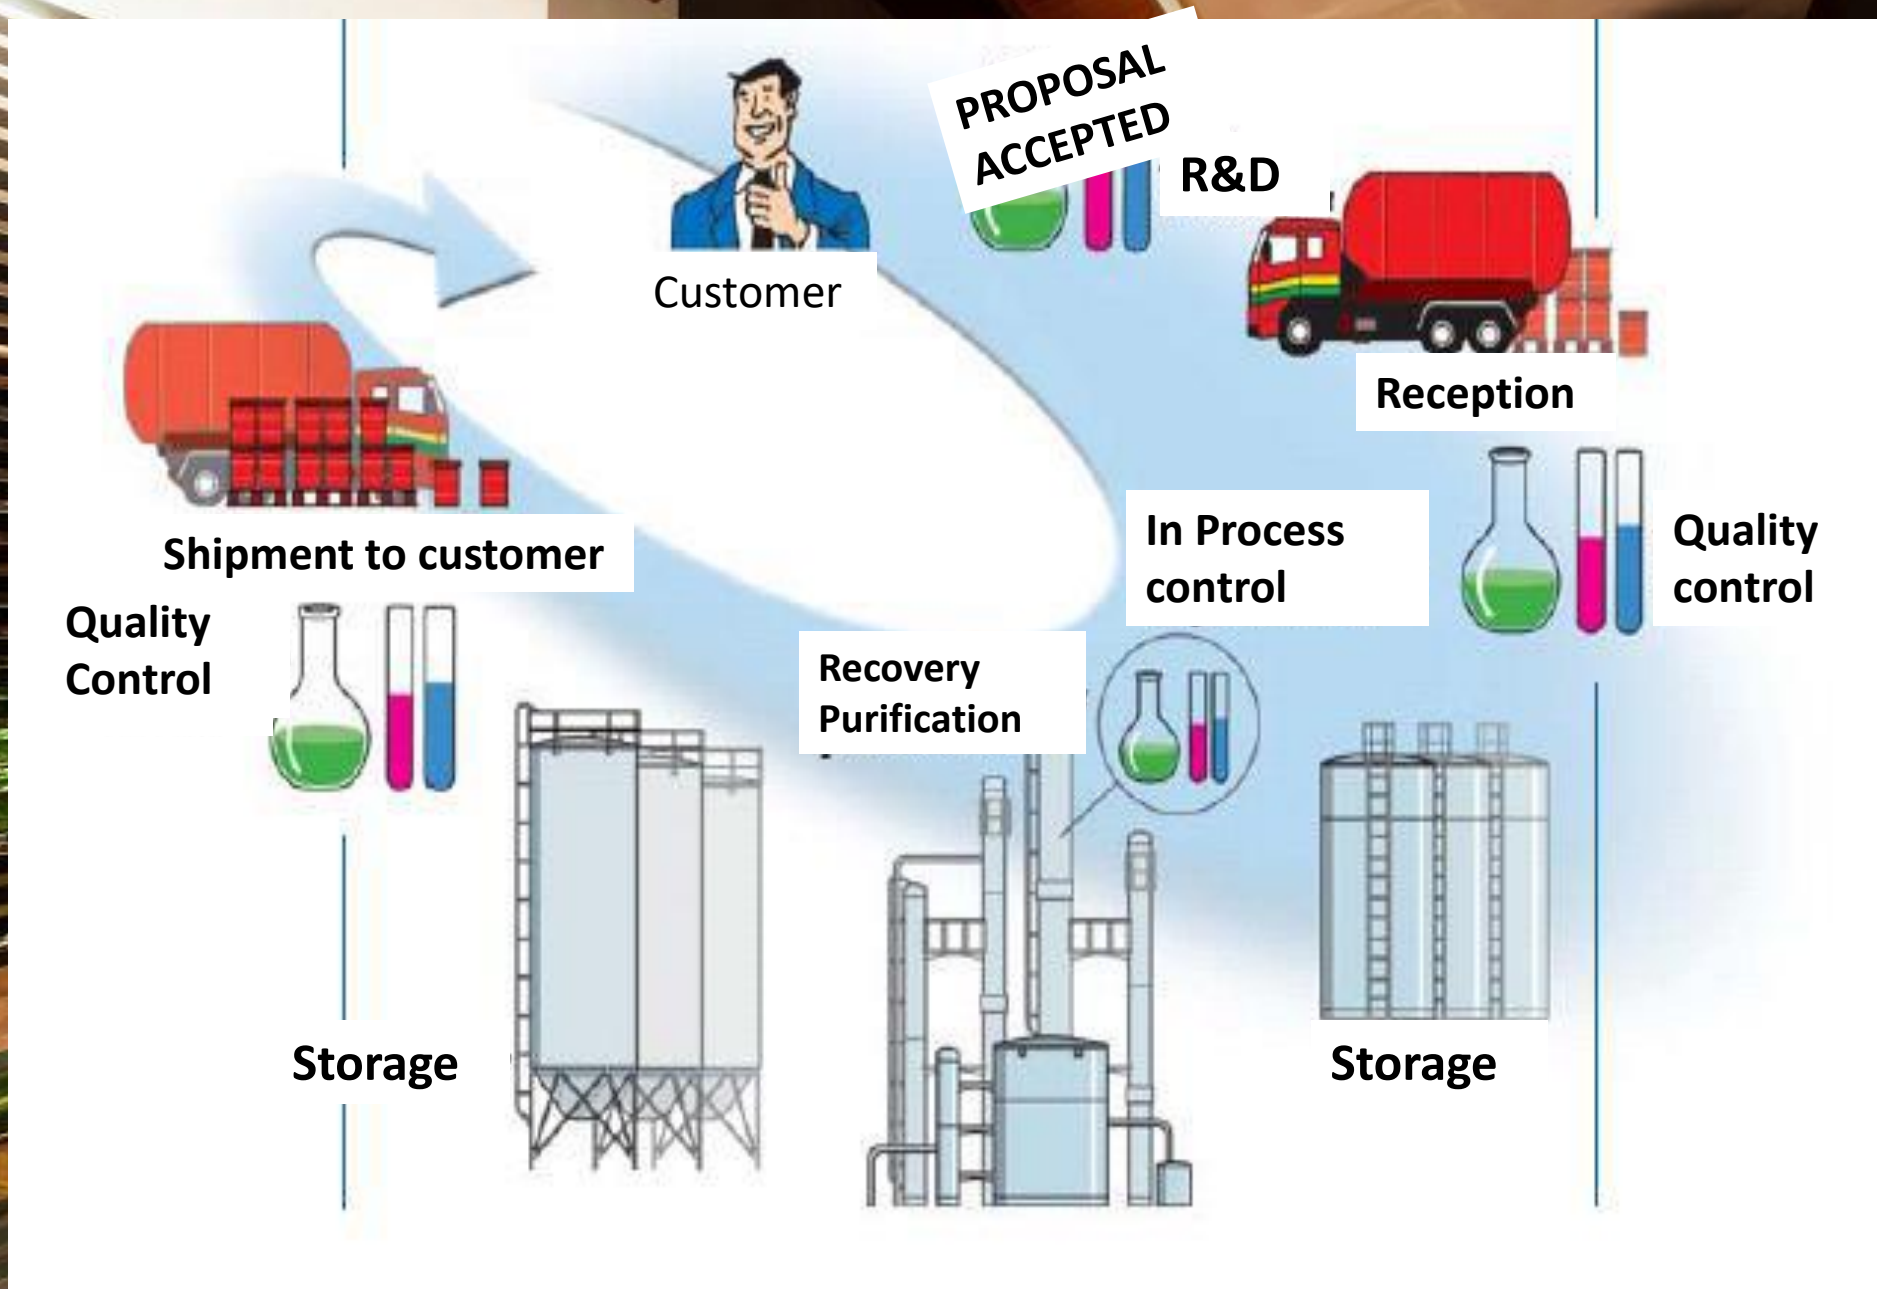 PROPOSAL
ACCEPTED
R&D
Customer
Reception
Shipment to customer
In Process
control
Quality
control
Quality
Control
Recovery
Purification
Storage
Storage